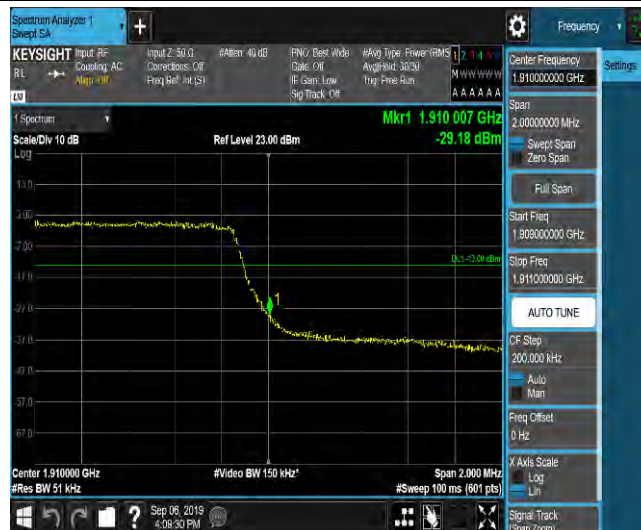 Spectrum Analyzer 1
Swept SA
+
Frequency
KEYSIGHT
RL
Input: RF
Coupling: AC
Align: Off
Input Z: 50 Ω
Corrections: Off
Freq Ref: Int (S)
#Atten: 40 dB
PNO: Best Wide
Gate: Off
IF Gain: Low
Sig Track: Off
#Avg Type: Power (RMS
Avg|Hold: 30/30
Trig: Free Run
M W W W W W
A A A A A A
1 Spectrum
Scale/Div 10 dB
Ref Level 23.00 dBm
Mkr1 1.910 007 GHz
-29.18 dBm
Log
13.0
3.00
-7.00
-17.0
-27.0
-37.0
-47.0
-57.0
-67.0
DL1 -13.00 dBm
1
Center 1.910000 GHz
#Video BW 150 kHz*
Span 2.000 MHz
#Res BW 51 kHz
#Sweep 100 ms (601 pts)
Center Frequency
1.910000000 GHz
Settings
Span
2.00000000 MHz
Swept Span
Zero Span
Full Span
Start Freq
1.909000000 GHz
Stop Freq
1.911000000 GHz
AUTO TUNE
CF Step
200.000 kHz
Auto
Man
Freq Offset
0 Hz
X Axis Scale
Log
Lin
Signal Track
(Span Zoom)
?
Sep 06, 2019
4:09:30 PM